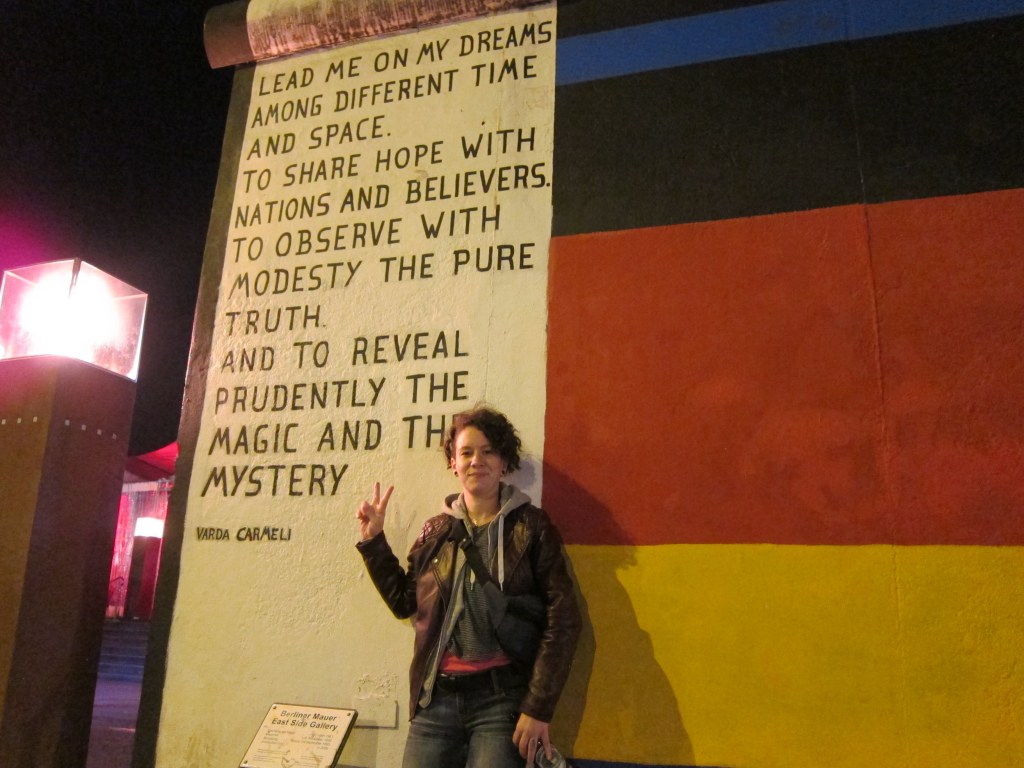 LEAD ME ON MY DREAMS
AMONG DIFFERENT TIME
AND SPACE.
TO SHARE HOPE WITH
NATIONS AND BELIEVERS.
TO OBSERVE WITH
MODESTY THE PURE
TRUTH.
AND TO REVEAL
PRUDENTLY THE
MAGIC AND THE
MYSTERY
VARDA CARMELI
Berliner Mauer
East Side Gallery